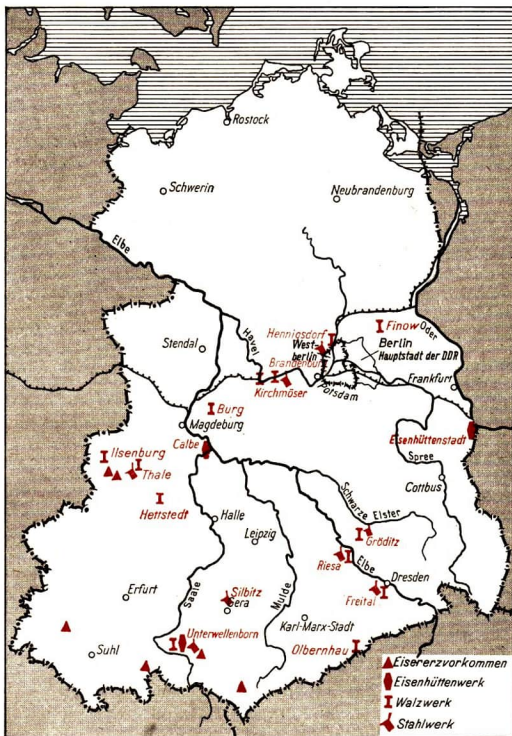 Rostock
Schwerin
Neubrandenburg
Elbe
Hennigsdorf
Finow
Oder
Havel
West-
berlin
Berlin
Hauptstadt der DDR
Stendal
Brandenburg
Kirchmöser
Potsdam
Frankfurt
Burg
Magdeburg
Eisenhüttenstadt
Calbe
Spree
Ilsenburg
Thale
Cottbus
Hettstedt
Halle
Schwarze Elster
Leipzig
Gröditz
Riesa
Elbe
Saale
Mulde
Dresden
Erfurt
Silbitz
Gera
Freital
Karl-Marx-Stadt
Suhl
Unterwellenborn
Olbernhau
Eisenerzvorkommen
Eisenhüttenwerk
Walzwerk
Stahlwerk